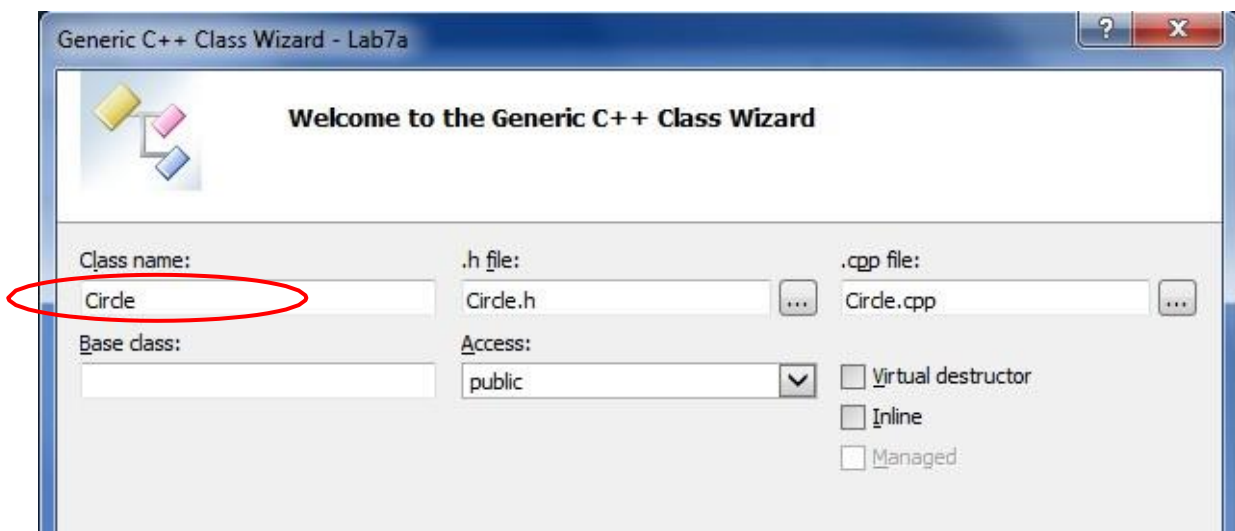 Generic C++ Class Wizard - Lab7a
?
X
Welcome to the Generic C++ Class Wizard
Class name: .h file: .cpp file:
Circle Circle.h ... Circle.cpp ...
Base class: Access:
public Virtual destructor
Inline
Managed